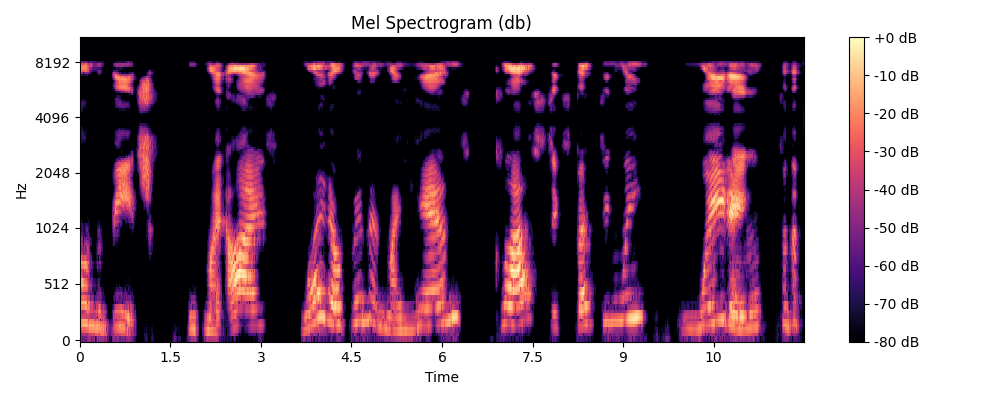 Mel Spectrogram (db)
8192
4096
2048
1024
512
0
Hz
0 1.5 3 4.5 6 7.5 9 10
Time
+0 dB
-10 dB
-20 dB
-30 dB
-40 dB
-50 dB
-60 dB
-70 dB
-80 dB